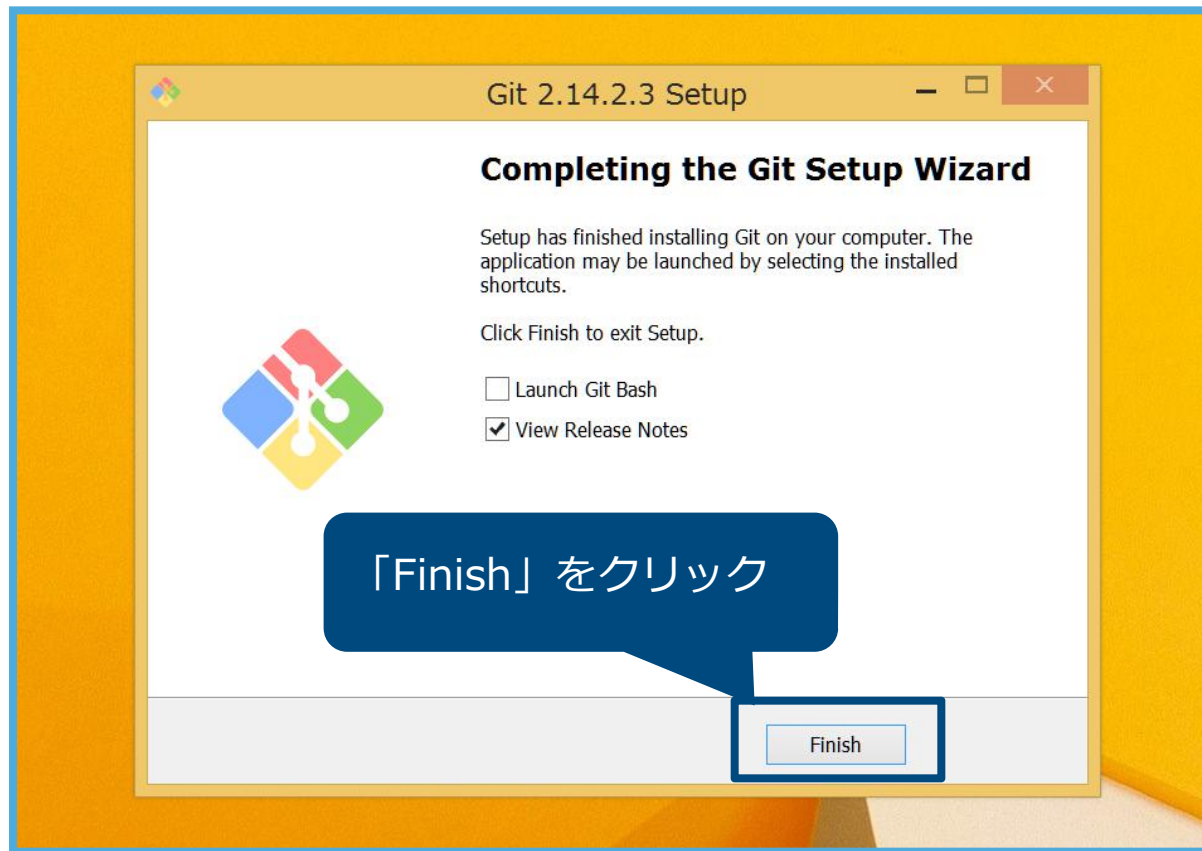 Git 2.14.2.3 Setup
Completing the Git Setup Wizard
Setup has finished installing Git on your computer. The
application may be launched by selecting the installed
shortcuts.
Click Finish to exit Setup.
Launch Git Bash
View Release Notes
「Finish」をクリック
Finish